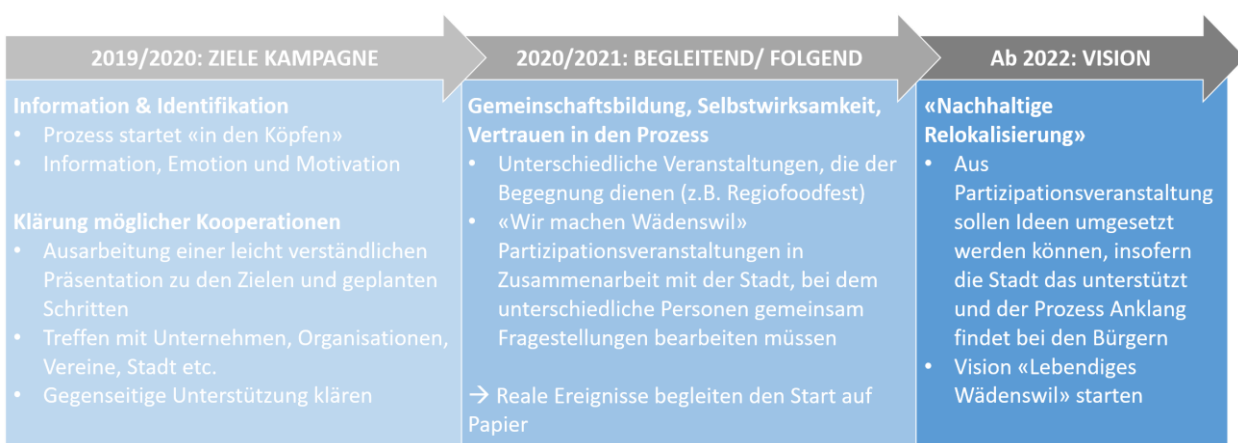 2019/2020: ZIELE KAMPAGNE
Information & Identifikation
• Prozess startet «in den Köpfen»
• Information, Emotion und Motivation
Klärung möglicher Kooperationen
• Ausarbeitung einer leicht verständlichen
Präsentation zu den Zielen und geplanten
Schritten
• Treffen mit Unternehmen, Organisationen,
Vereine, Stadt etc.
• Gegenseitige Unterstützung klären
2020/2021: BEGLEITEND/ FOLGEND
Gemeinschaftsbildung, Selbstwirksamkeit,
Vertrauen in den Prozess
• Unterschiedliche Veranstaltungen, die der
Begegnung dienen (z.B. Regiofoodfest)
• «Wir machen Wädenswil»
Partizipationsveranstaltungen in
Zusammenarbeit mit der Stadt, bei dem
unterschiedliche Personen gemeinsam
Fragestellungen bearbeiten müssen
→ Reale Ereignisse begleiten den Start auf
Papier
Ab 2022: VISION
«Nachhaltige
Relokalisierung»
• Aus
Partizipationsveranstaltung
sollen Ideen umgesetzt
werden können, insofern
die Stadt das unterstützt
und der Prozess Anklang
findet bei den Bürgern
• Vision «Lebendiges
Wädenswil» starten